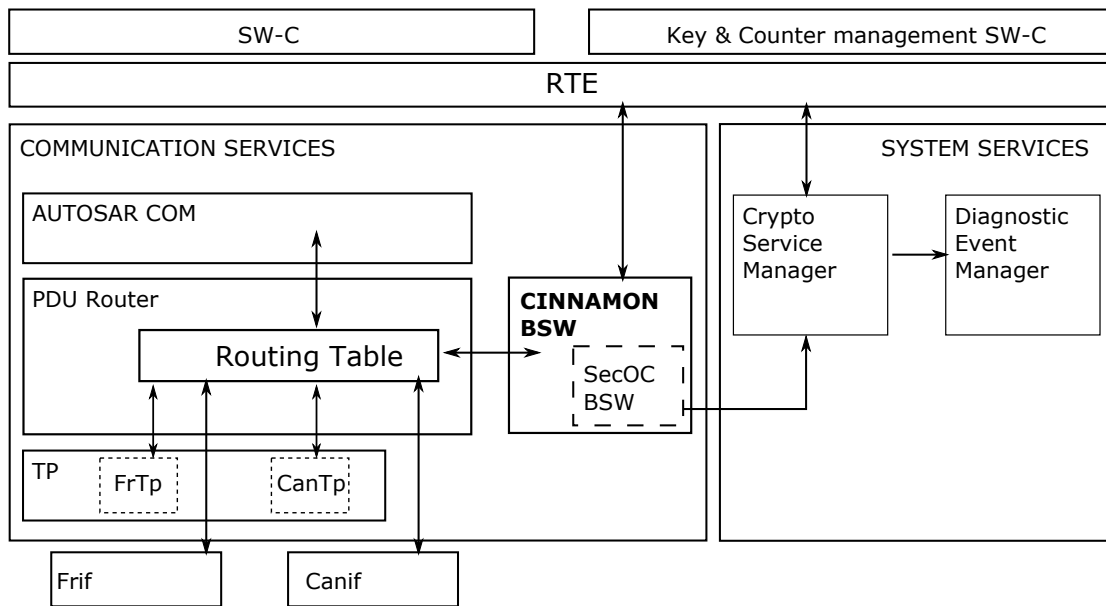 SW-C
Key & Counter management SW-C
RTE
COMMUNICATION SERVICES
SYSTEM SERVICES
AUTOSAR COM
Crypto
Service
Manager
Diagnostic
Event
Manager
PDU Router
CINNAMON
BSW
Routing Table
SecOC
BSW
TP
FrTp
CanTp
Frif
Canif